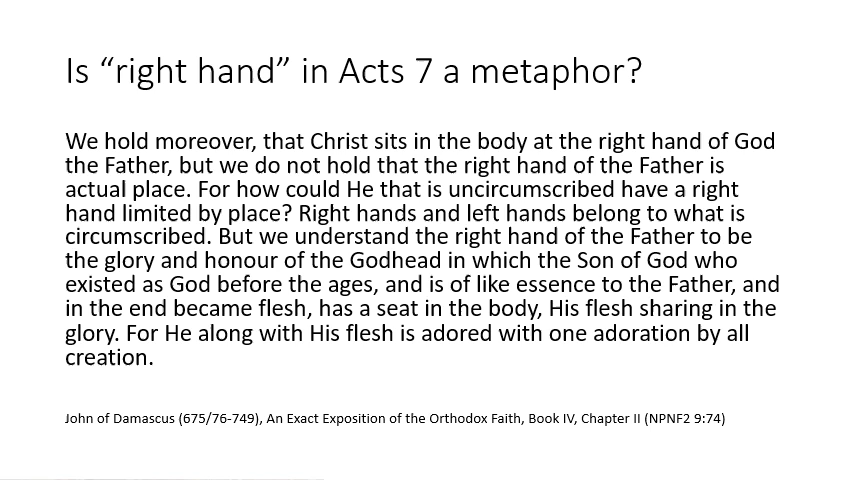 Is “right hand” in Acts 7 a metaphor?
We hold moreover, that Christ sits in the body at the right hand of God
the Father, but we do not hold that the right hand of the Father is
actual place. For how could He that is uncircumscribed have a right
hand limited by place? Right hands and left hands belong to what is
circumscribed. But we understand the right hand of the Father to be
the glory and honour of the Godhead in which the Son of God who
existed as God before the ages, and is of like essence to the Father, and
in the end became flesh, has a seat in the body, His flesh sharing in the
glory. For He along with His flesh is adored with one adoration by all
creation.
John of Damascus (675/76-749), An Exact Exposition of the Orthodox Faith, Book IV, Chapter II (NPNF2 9:74)